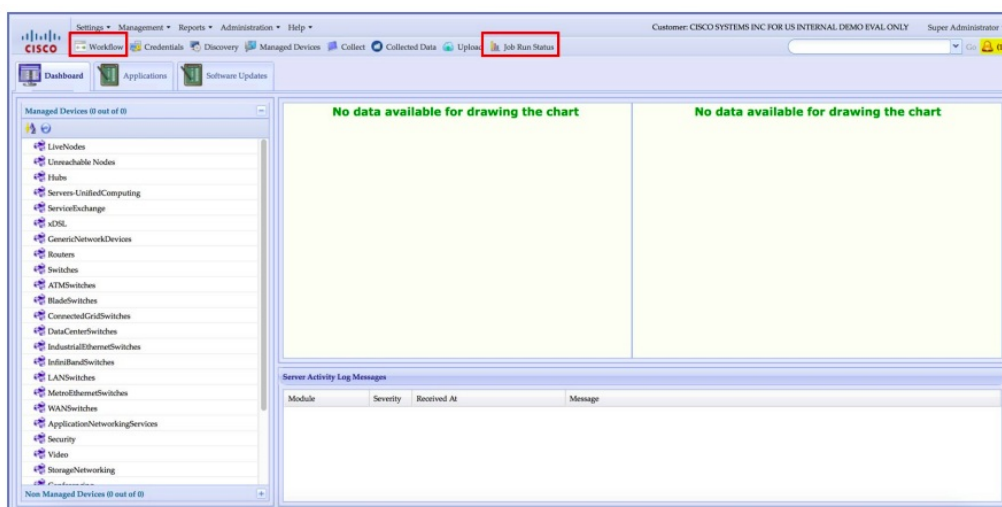 Settings Management Reports Administration Help Customer: CISCO SYSTEMS INC FOR US INTERNAL DEMO EVAL ONLY Super Administrator
CISCO Workflow Credentials Discovery Managed Devices Collect Collected Data Upload Job Run Status Go
Dashboard Applications Software Updates
Managed Devices (0 out of 0)
LiveNodes
Unreachable Nodes
Hubs
Servers-UnifiedComputing
ServiceExchange
xDSL
GenericNetworkDevices
Routers
Switches
ATMSwitches
BladeSwitches
ConnectedGridSwitches
DataCenterSwitches
IndustrialEthernetSwitches
InfiniBandSwitches
LANSwitches
MetroEthernetSwitches
WANSwitches
ApplicationNetworkingServices
Security
Video
StorageNetworking
Non Managed Devices (0 out of 0)
No data available for drawing the chart
No data available for drawing the chart
Server Activity Log Messages
Module Severity Received At Message